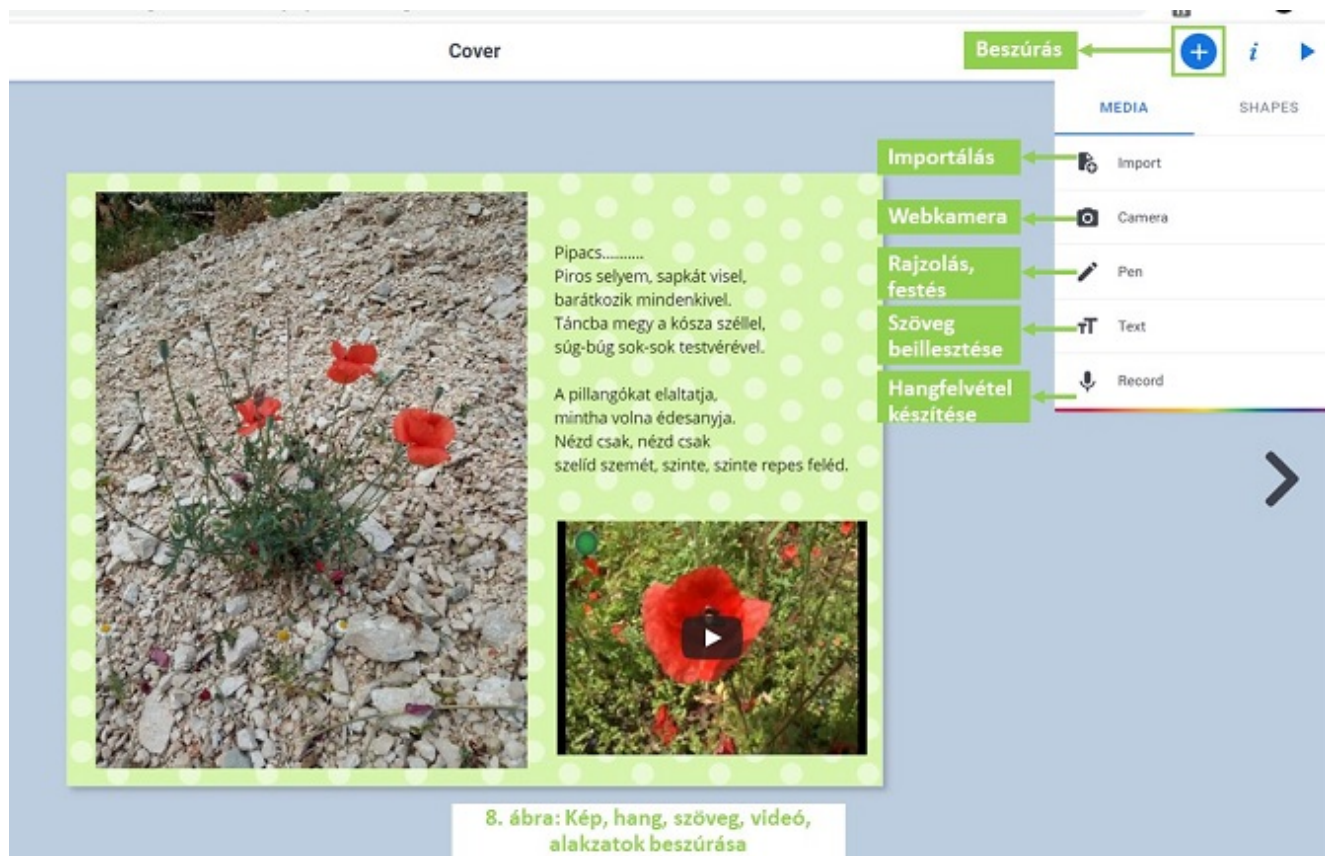 Cover
Beszúrás
i
MEDIA
SHAPES
Importálás
Import
Webkamera
Camera
Rajzolás,
festés
Pen
Szöveg
beillesztése
Text
Hangfelvétel
készítése
Record
Pipacs..........
Piros selyem, sapkát visel,
barátkozik mindenkivel.
Táncba megy a kósza széllel,
súg-búg sok-sok testvérével.
A pillangókat elaltatja,
mintha volna édesanyja.
Nézd csak, nézd csak
szelíd szemét, szinte, szinte repes feléd.
8. ábra: Kép, hang, szöveg, videó,
alakzatok beszúrása